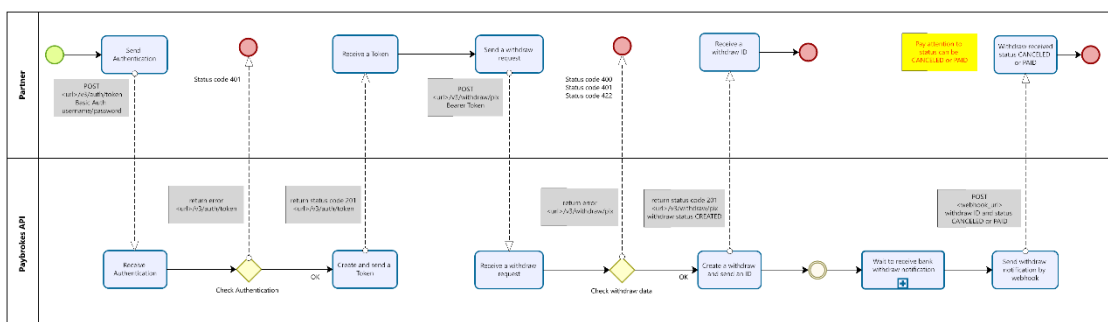 Partner
Send
Authentication
POST
<url>/v3/auth/token
Basic Auth
username/password
Status code 401
Receive a Token
Send a withdraw
request
POST
<url>/v3/withdraw/pix
Bearer Token
Status code 400
Status code 401
Status code 422
Receive a
withdraw ID
Pay attention to
status can be
CANCELLED or PAID
Withdraw received
status CANCELED
or PAID
Paybrokes API
return error
<url>/v3/auth/token
return status code 201
<url>/v3/auth/token
return error
<url>/v3/withdraw/pix
return status code 231
<url>/v3/withdraw/pix
withdraw status CREATED
POST
<webhook_url>
withdraw ID and status
CANCELLED or PAID
Receive
Authentication
Check Authentication
OK
Create and send a
Token
Receive a withdraw
request
Check withdraw data
OK
Create a withdraw
and send an ID
Wait to receive bank
withdraw notification
Send withdraw
notification by
webhook